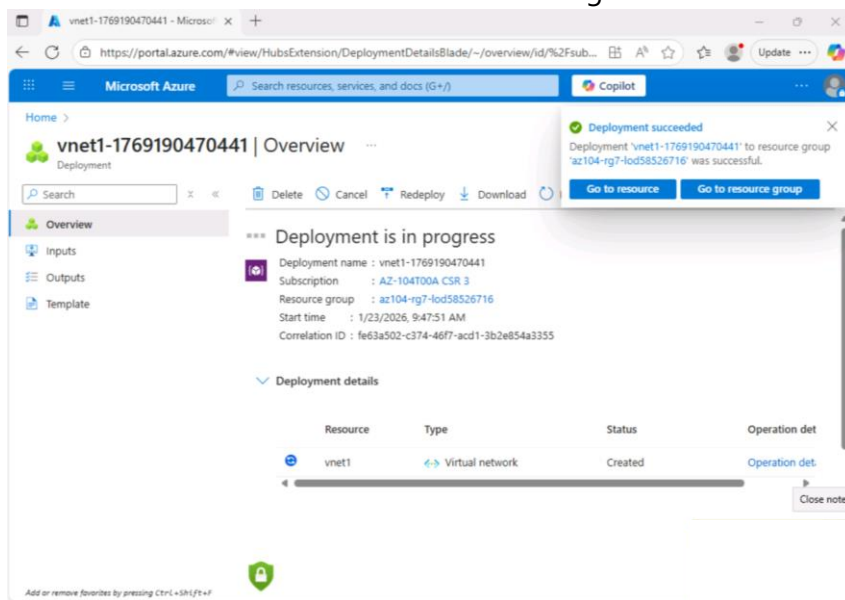 vnet1-1769190470441 - Microsof
https://portal.azure.com/#view/HubsExtension/DeploymentDetailsBlade/~/overview/id/%2Fsub...
Update
Microsoft Azure
Search resources, services, and docs (G+/)
Copilot
Home >
vnet1-1769190470441 | Overview
Deployment
Deployment succeeded
Deployment 'vnet1-1769190470441' to resource group
'az104-rg7-lod58526716' was successful.
Go to resource
Go to resource group
Search
Delete
Cancel
Redeploy
Download
Overview
Inputs
Outputs
Template
Deployment is in progress
Deployment name : vnet1-1769190470441
Subscription : AZ-104T00A CSR 3
Resource group : az104-rg7-lod58526716
Start time : 1/23/2026, 9:47:51 AM
Correlation ID : fe63a502-c374-46f7-acd1-3b2e854a3355
Deployment details
Resource Type Status Operation det
vnet1 Virtual network Created Operation det
Close note
Add or remove favorites by pressing Ctrl+Shift+F